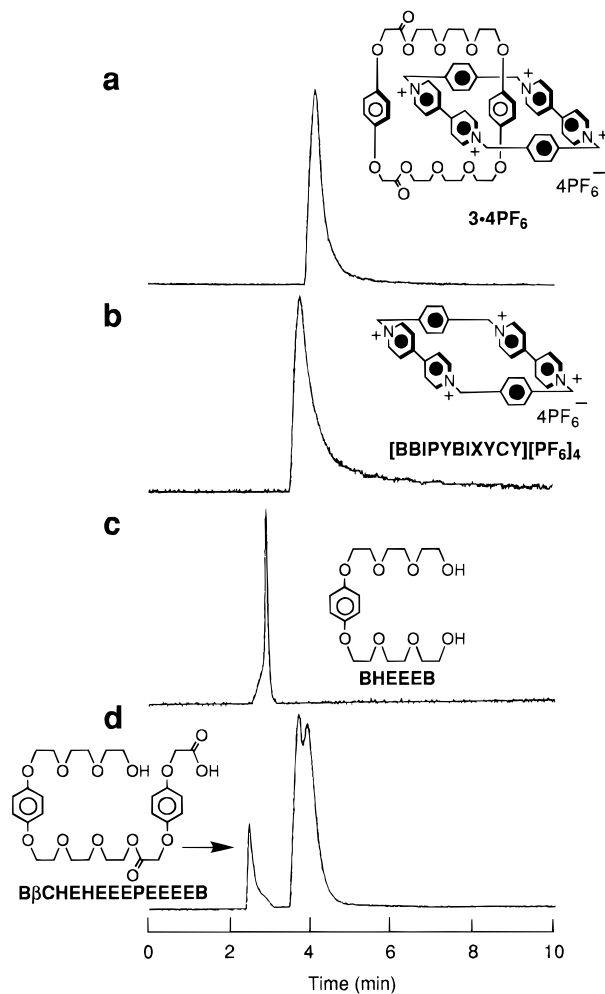 a
O
O
O
O
O
O
O
N
+
N
+
N
+
N
+
O
O
O
O
O
O
O
4PF6−
3•4PF6
b
+
N
+
N
N
+
N
+
4PF6−
[BBIPYBIXYCY][PF6]4
c
O
O
O
OH
O
O
O
OH
BHEEEB
d
O
O
O
OH
O
O
OH
O
O
O
O
O
O
BβCHEHEEEPEEEEB
0 2 4 6 8 10
Time (min)